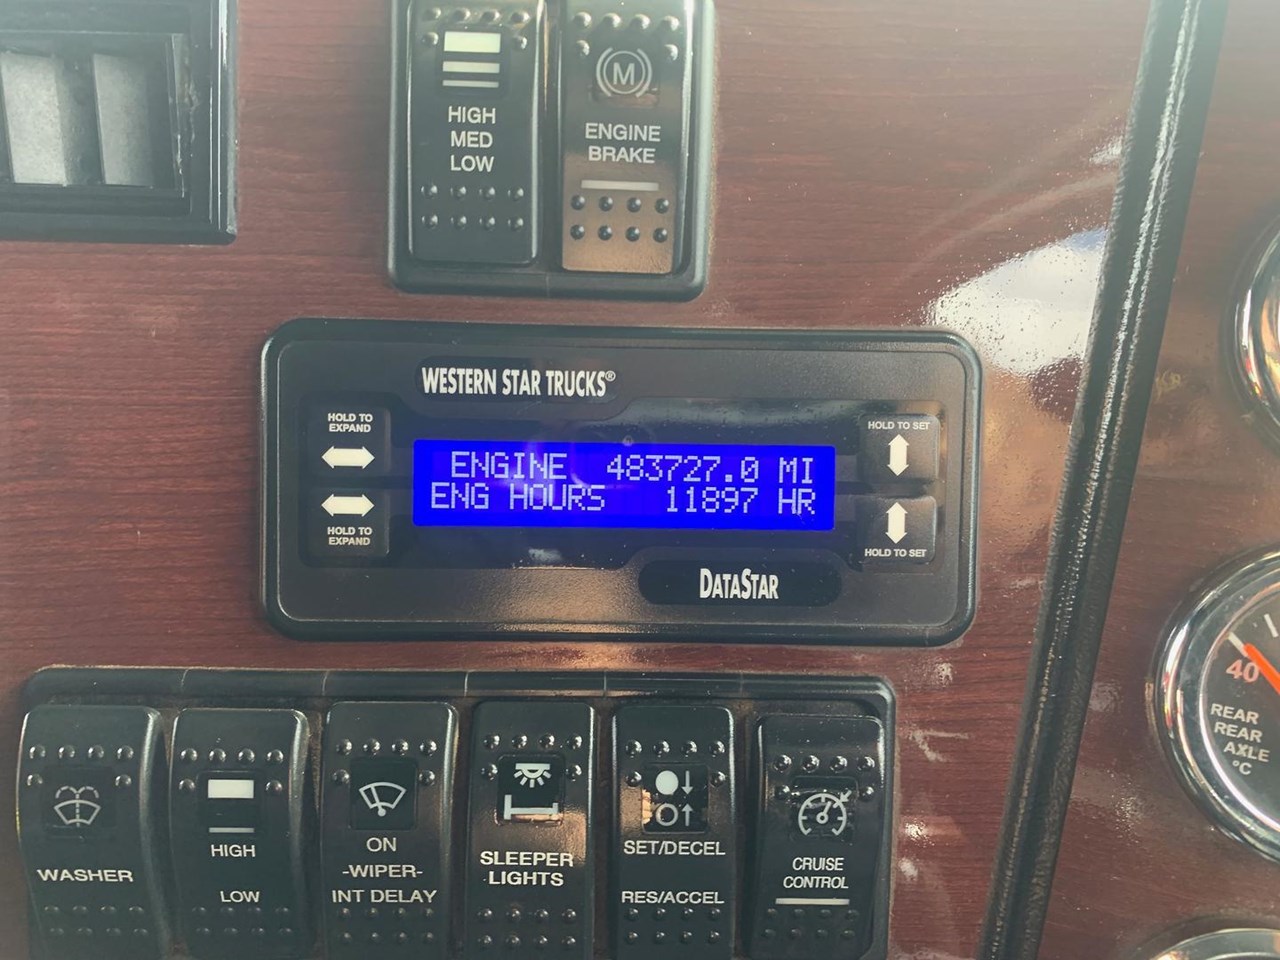 HIGH
MED
LOW
M
ENGINE
BRAKE
WESTERN STAR TRUCKS®
HOLD TO
EXPAND
HOLD TO SET
ENGINE 483727.0 MI
ENG HOURS 11897 HR
HOLD TO
EXPAND
HOLD TO SET
DATASTAR
WASHER
HIGH
LOW
ON
-WIPER-
INT DELAY
SLEEPER
LIGHTS
SET/DECEL
RES/ACCEL
CRUISE
CONTROL
40
REAR
REAR
AXLE
°C